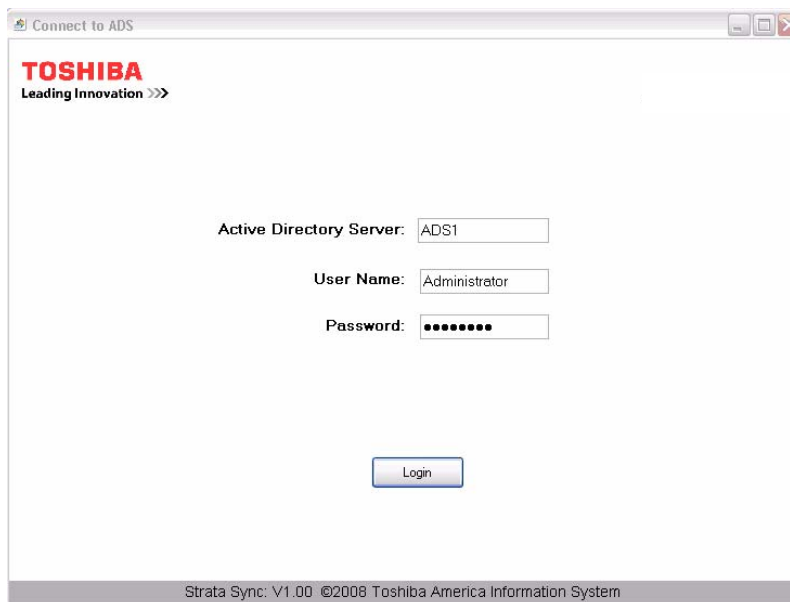 Connect to ADS
TOSHIBA
Leading Innovation >>>
Active Directory Server: ADS1
User Name: Administrator
Password: ●●●●●●●●
Login
Strata Sync: V1.00 ©2008 Toshiba America Information System